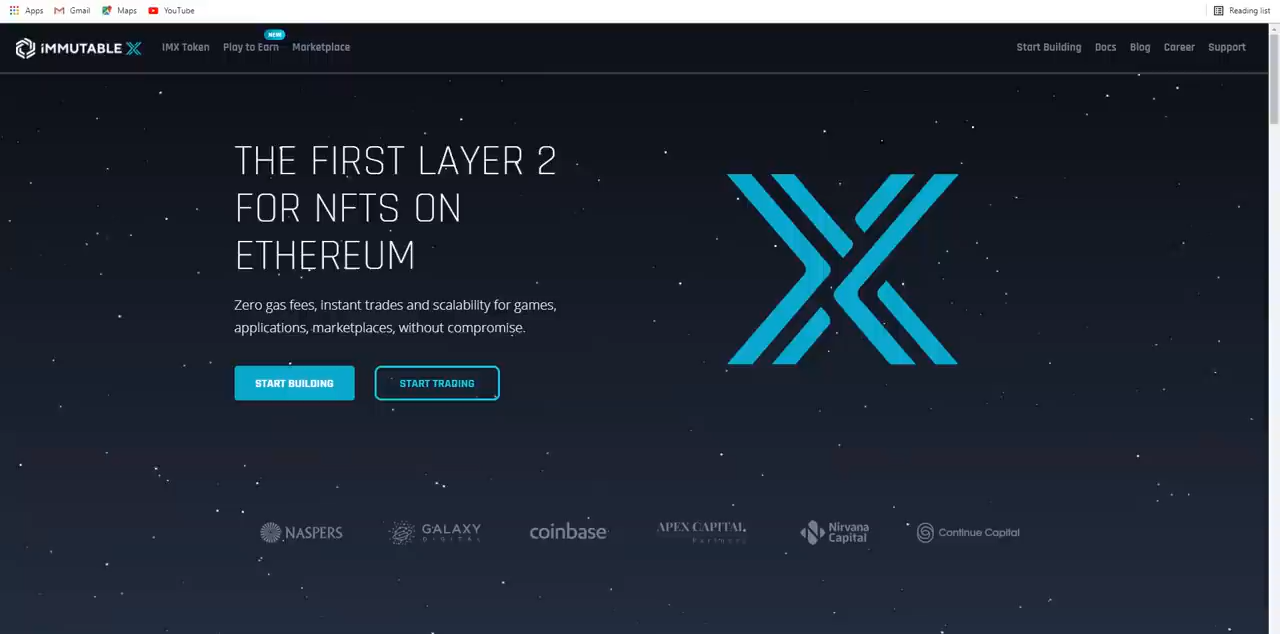 Apps Gmail Maps YouTube Reading list
iMMUTABLE X IMX Token Play to Earn NEW! Marketplace Start Building Docs Blog Career Support
THE FIRST LAYER 2
FOR NFTS ON
ETHEREUM
Zero gas fees, instant trades and scalability for games,
applications, marketplaces, without compromise.
START BUILDING START TRADING
NASPERS GALAXY DIGITAL coinbase APEX CAPITAL Partners Nirvana Capital Continue Capital